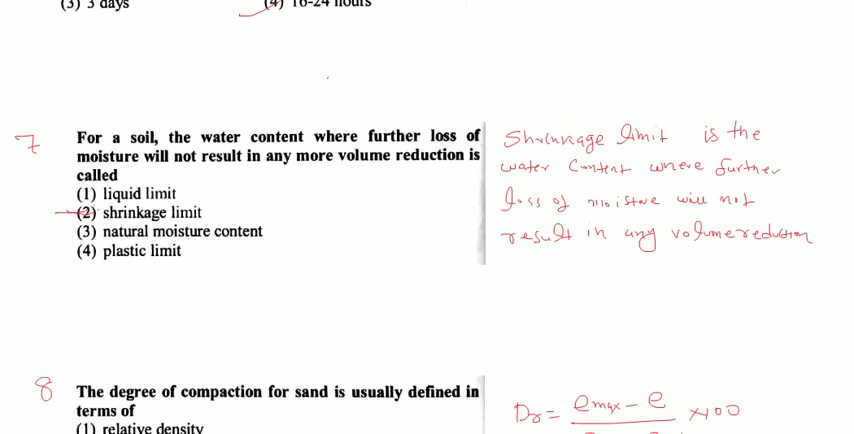 (3) 3 days (4) 16-24 hours
7
For a soil, the water content where further loss of
moisture will not result in any more volume reduction is
called
(1) liquid limit
(2) shrinkage limit
(3) natural moisture content
(4) plastic limit
Shrinkage limit is the
water content where further
loss of moisture will not
result in any volume reduction
8
The degree of compaction for sand is usually defined in
terms of
(1) relative density
Dr = emax - e ×100